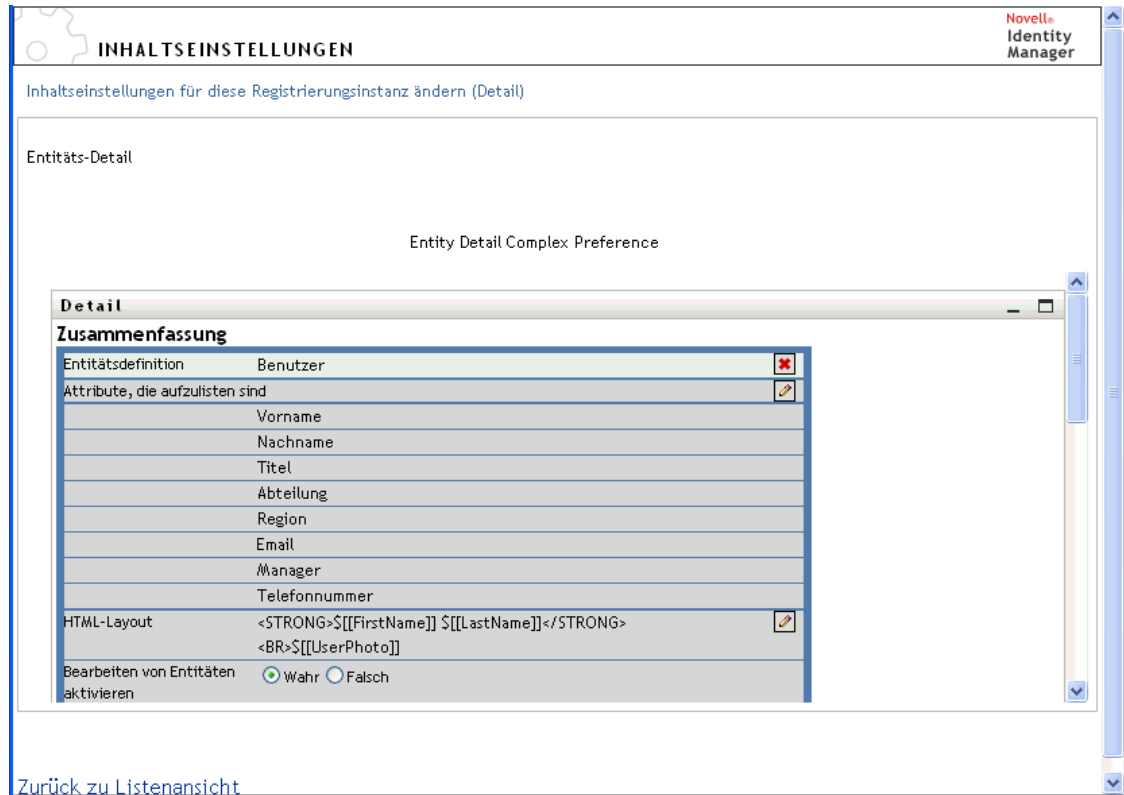 Novell®
Identity
Manager
INHALTSEINSTELLUNGEN
Inhaltseinstellungen für diese Registrierungsinstanz ändern (Detail)
Entitäts-Detail
Entity Detail Complex Preference
Detail
Zusammenfassung
Entitätsdefinition Benutzer
Attribute, die aufzulisten sind
Vorname
Nachname
Titel
Abteilung
Region
Email
Manager
Telefonnummer
HTML-Layout <STRONG>$[[FirstName]] $[[LastName]]</STRONG>
<BR>$[[UserPhoto]]
Bearbeiten von Entitäten Wahr Falsch
aktivieren
Zurück zu Listenansicht